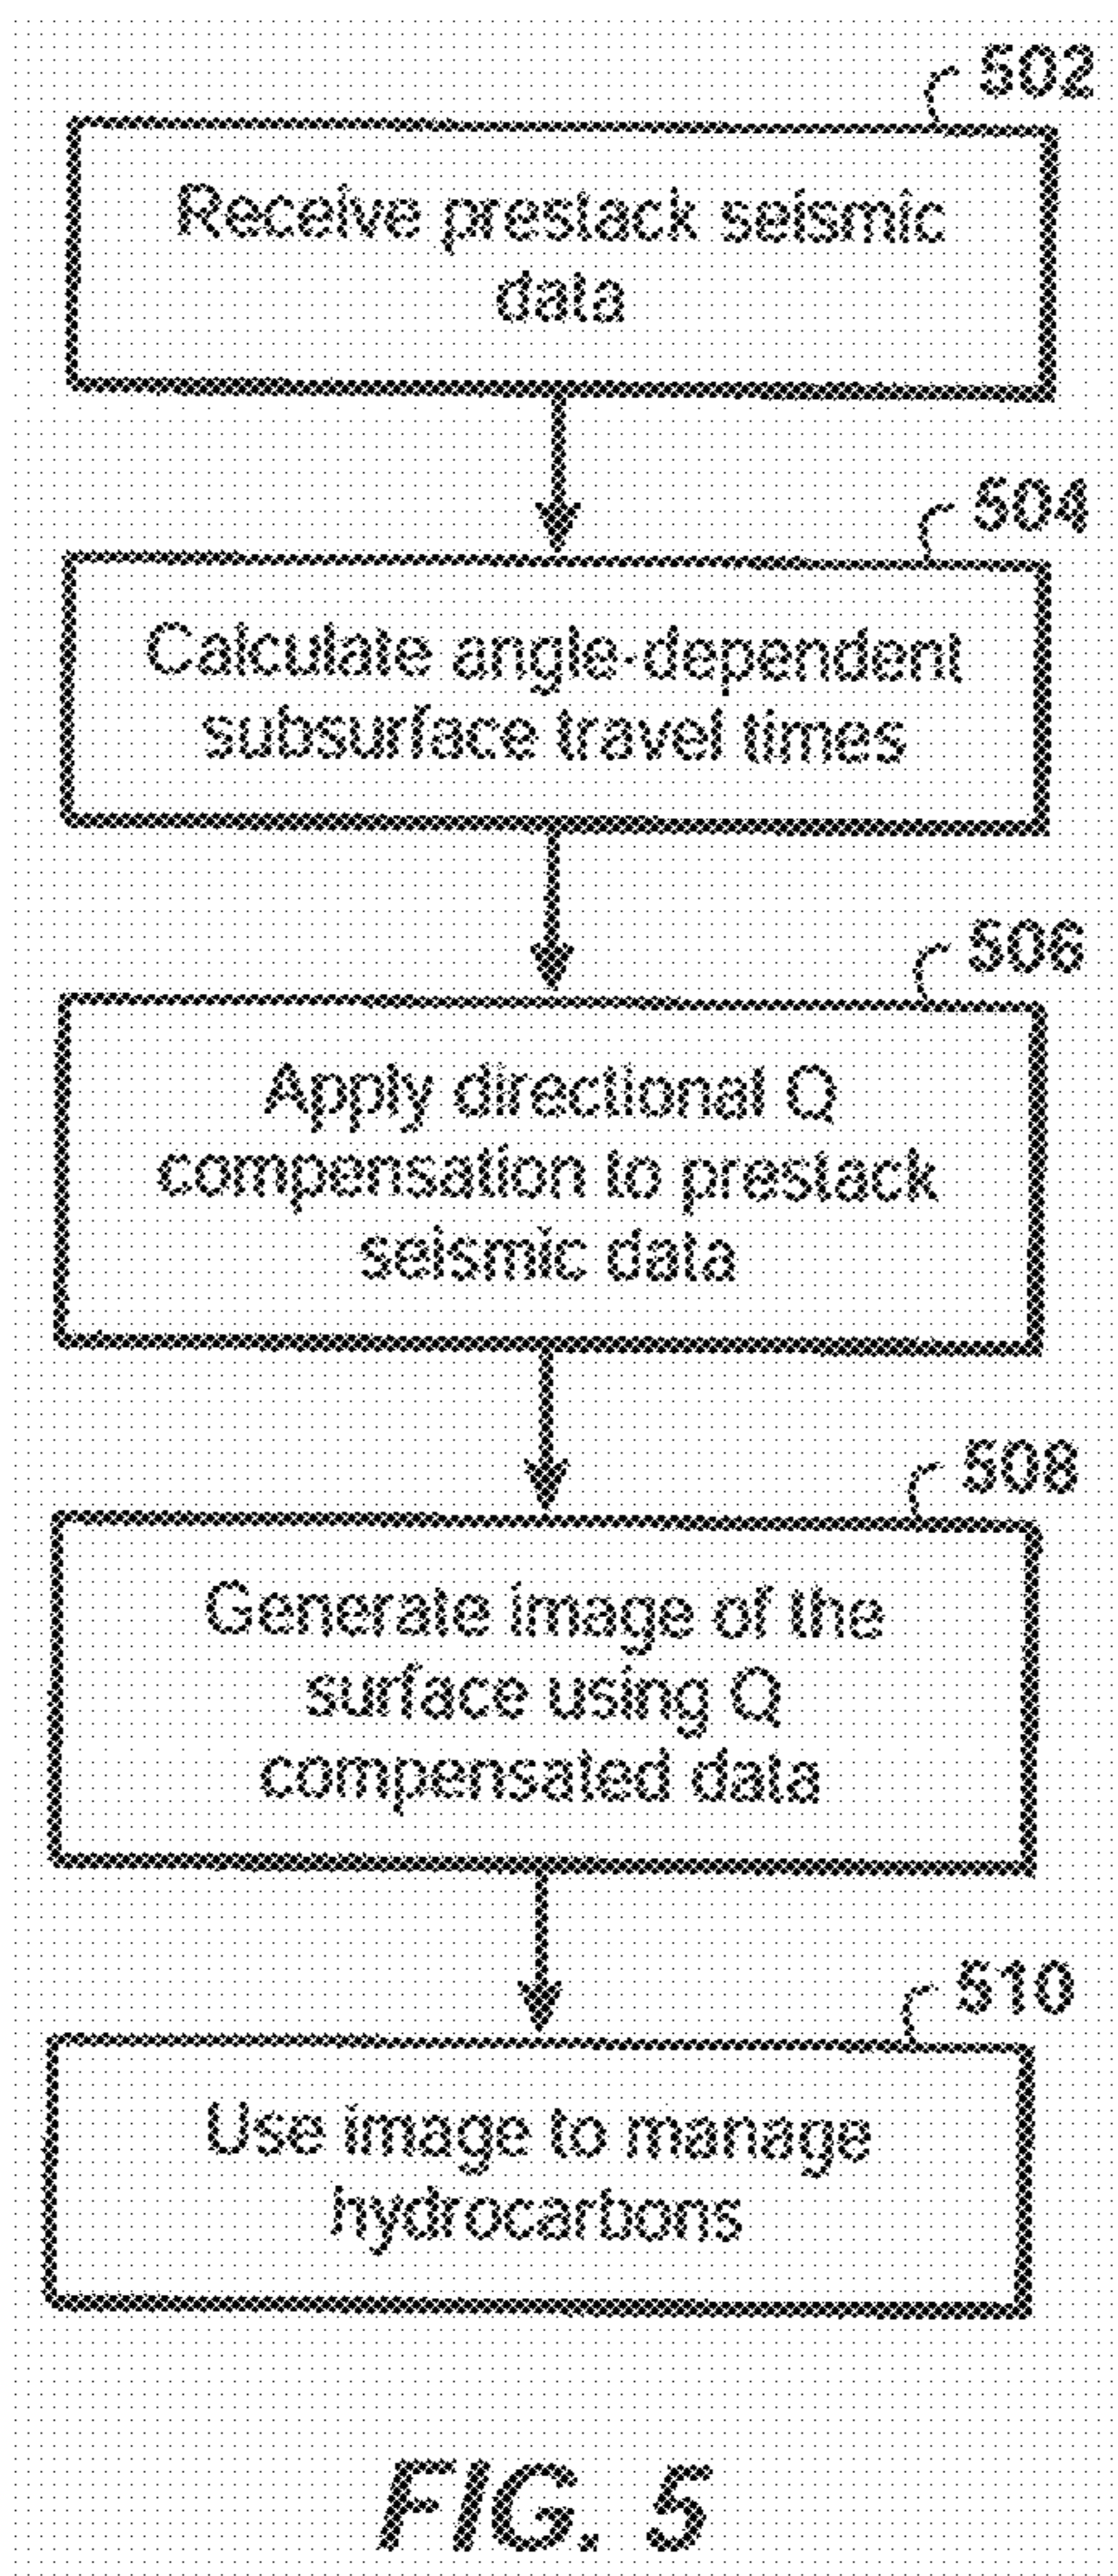 502
Receive prestack seismic
data
504
Calculate angle-dependent
subsurface travel times
506
Apply directional Q
compensation to prestack
seismic data
508
Generate image of the
surface using Q
compensated data
510
Use image to manage
hydrocarbons
FIG. 5